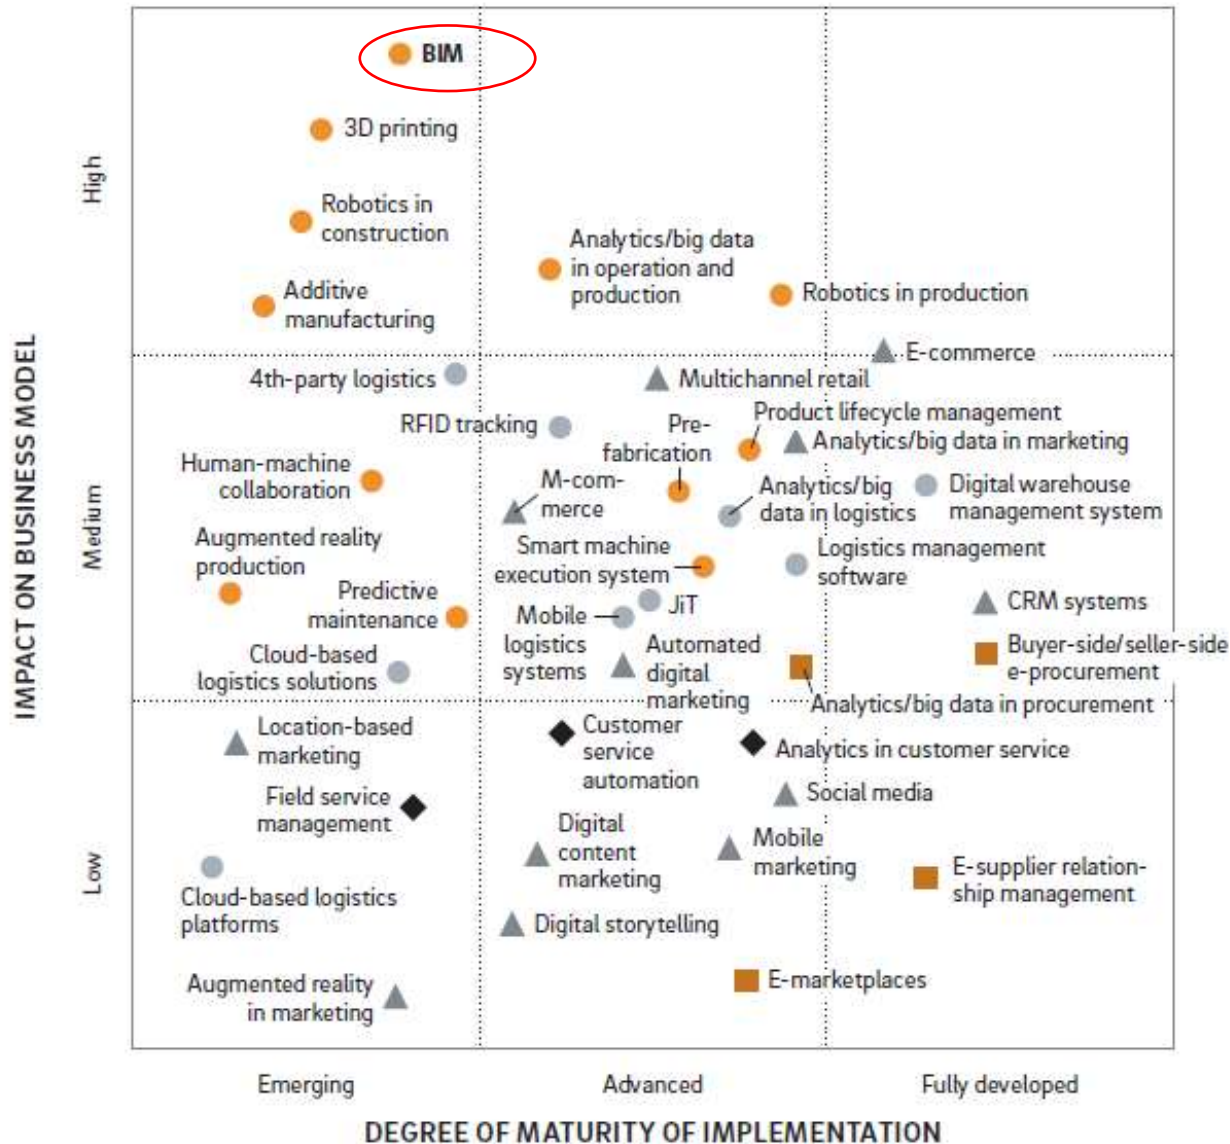 BIM
3D printing
High
Robotics in
construction
Analytics/big data
in operation and
production
Additive
manufacturing
Robotics in production
E-commerce
4th-party logistics
Multichannel retail
IMPACT ON BUSINESS MODEL
RFID tracking
Pre-
fabrication
Product lifecycle management
Analytics/big data in marketing
Human-machine
collaboration
M-com-
merce
Analytics/big
data in logistics
Digital warehouse
management system
Medium
Augmented reality
production
Smart machine
execution system
Logistics management
software
Predictive
maintenance
JiT
Mobile
logistics
systems
CRM systems
Cloud-based
logistics solutions
Automated
digital
marketing
Buyer-side/seller-side
e-procurement
Analytics/big data in procurement
Location-based
marketing
Customer
service
automation
Analytics in customer service
Field service
management
Social media
Low
Digital
content
marketing
Mobile
marketing
E-supplier relation-
ship management
Cloud-based logistics
platforms
Digital storytelling
Augmented reality
in marketing
E-marketplaces
Emerging
Advanced
Fully developed
DEGREE OF MATURITY OF IMPLEMENTATION